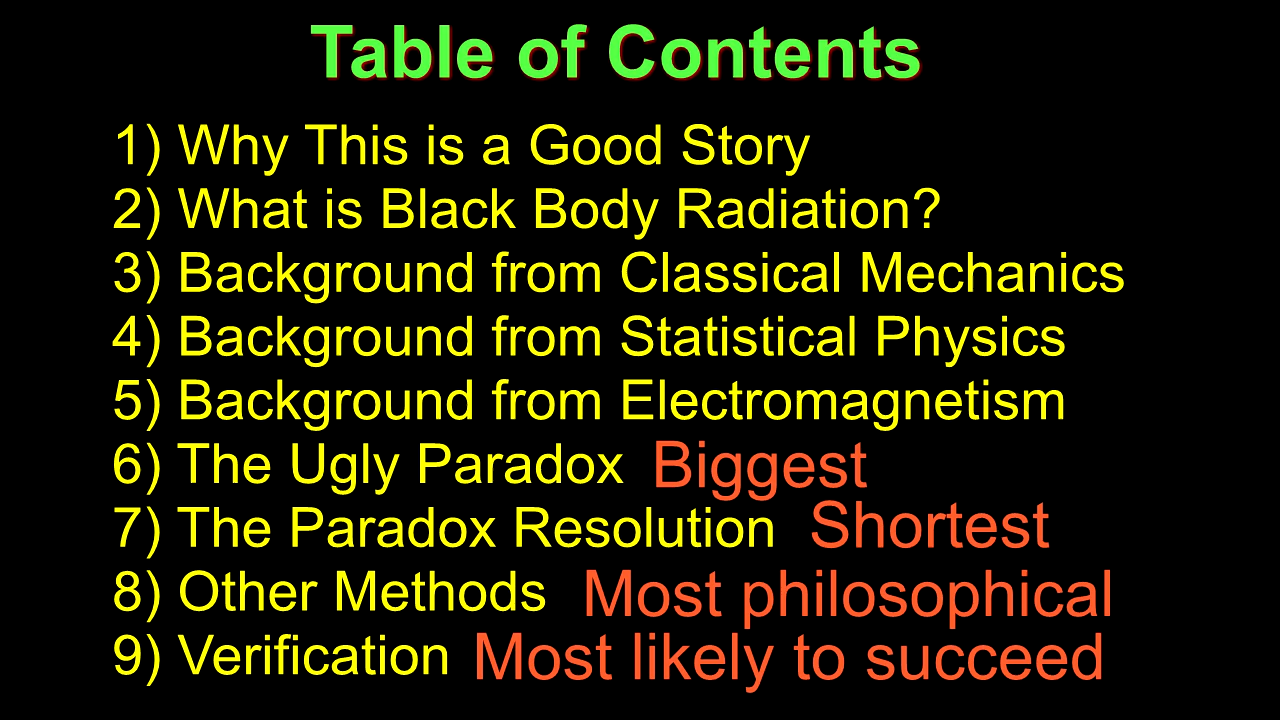 Table of Contents
1) Why This is a Good Story
2) What is Black Body Radiation?
3) Background from Classical Mechanics
4) Background from Statistical Physics
5) Background from Electromagnetism
6) The Ugly Paradox Biggest
7) The Paradox Resolution Shortest
8) Other Methods Most philosophical
9) Verification Most likely to succeed